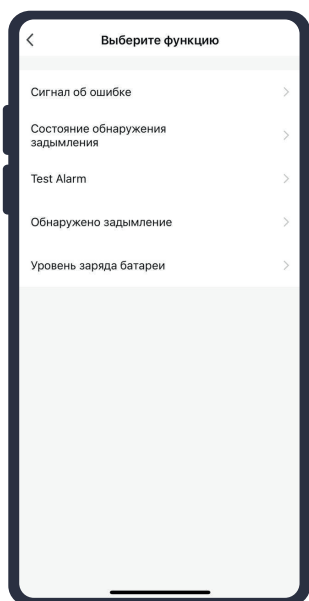 Выберите функцию
Сигнал об ошибке
Состояние обнаружения
задымления
Test Alarm
Обнаружено задымление
Уровень заряда батареи